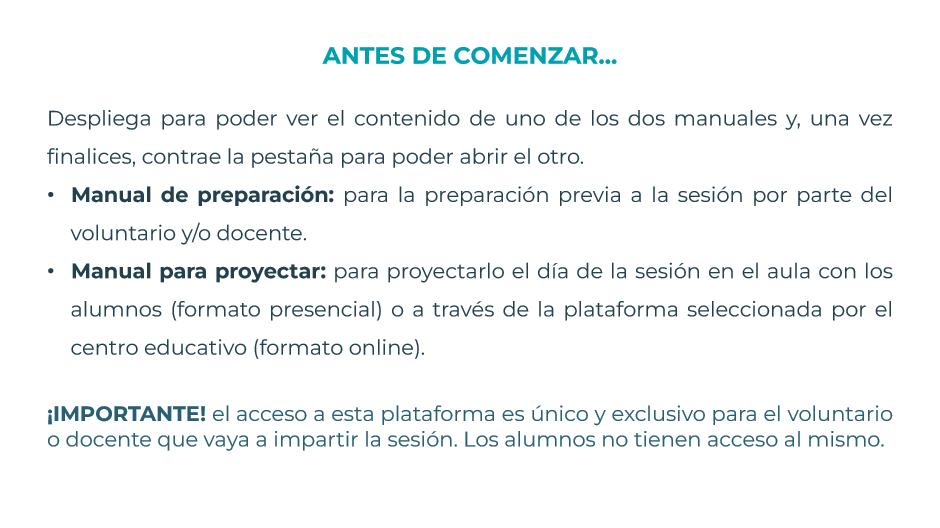 ANTES DE COMENZAR...
Despliega para poder ver el contenido de uno de los dos manuales y, una vez
finalices, contrae la pestaña para poder abrir el otro.
• Manual de preparación: para la preparación previa a la sesión por parte del
voluntario y/o docente.
• Manual para proyectar: para proyectarlo el día de la sesión en el aula con los
alumnos (formato presencial) o a través de la plataforma seleccionada por el
centro educativo (formato online).
¡IMPORTANTE! el acceso a esta plataforma es único y exclusivo para el voluntario
o docente que vaya a impartir la sesión. Los alumnos no tienen acceso al mismo.